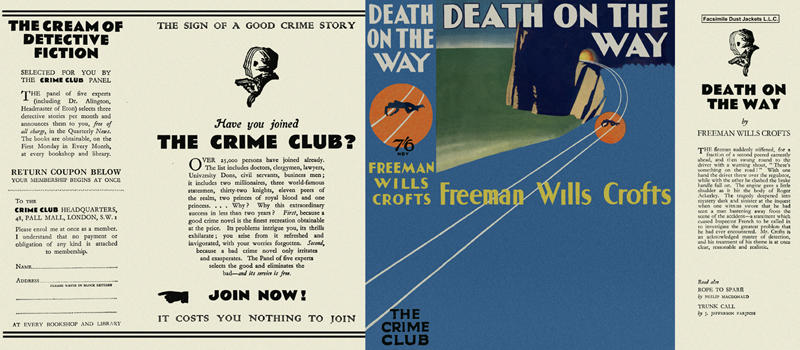 THE CREAM OF
DETECTIVE
FICTION
SELECTED FOR YOU BY
THE CRIME CLUB PANEL
THE panel of five experts
(including Dr. Alington,
Headmaster of Eton) selects three
detective stories per month and
announces them to you, free
of all charge, in the Quarterly News.
The books are obtainable, on the
First Monday in Every Month,
at every bookshop and library.
RETURN COUPON BELOW
YOUR MEMBERSHIP BEGINS AT ONCE
To THE
CRIME CLUB HEADQUARTERS,
48, PALL MALL, LONDON, S.W.1
Please enrol me at once as a member.
I understand that no payment or
obligation of any kind is attached
to membership.
NAME
ADDRESS
PLEASE WRITE IN BLOCK LETTERS
AT EVERY BOOKSHOP AND LIBRARY
THE SIGN OF A GOOD CRIME STORY
Have you joined
THE CRIME CLUB?
OVER 25,000 persons have joined already.
The list includes doctors, clergymen, lawyers,
University Dons, civil servants, business men;
it includes two millionaires, three world-famous
statesmen, thirty-two knights, eleven peers of
the realm, two princes of royal blood and one
princess. . . . Why? Why this extraordinary
success in less than two years? First, because a
good crime novel is the finest recreation obtainable
at the price. Its problems intrigue you, its thrills
exhilarate; you arise from it refreshed and
invigorated, with your worries forgotten. Second,
because a bad crime novel only irritates
and exasperates. The Panel of five experts
selects the good and eliminates the
bad—and its service is free.
JOIN NOW!
IT COSTS YOU NOTHING TO JOIN
DEATH
ON THE
WAY
7/6
NET
FREEMAN
WILLS
CROFTS
THE
CRIME
CLUB
DEATH ON THE
WAY
Freeman Wills Crofts
Facsimile Dust Jackets L.L.C.
DEATH ON
THE WAY
by
FREEMAN WILLS CROFTS
THE fireman suddenly stiffened, for a
fraction of a second peered earnestly
ahead, and then swung round to the
driver with a warning shout, "There's
something on the road!" With one
hand the driver threw over the regulator,
while with the other he dashed the brake
handle full on. The engine gave a little
shudder as it hit the body of Roger
Ackerley. The tragedy deepened into
mystery dark and sinister at the inquest
when one witness swore that he had
seen a man hastening away from the
scene of the accident—a statement which
caused Inspector French to be called in
to investigate the greatest problem that
he had ever encountered. Mr. Crofts is
an acknowledged master of detection,
and his treatment of his theme is at once
clear, reasonable and realistic.
Read also
ROPE TO SPARE
by PHILIP MACDONALD
TRUNK CALL
by J. JEFFERSON FARJEON